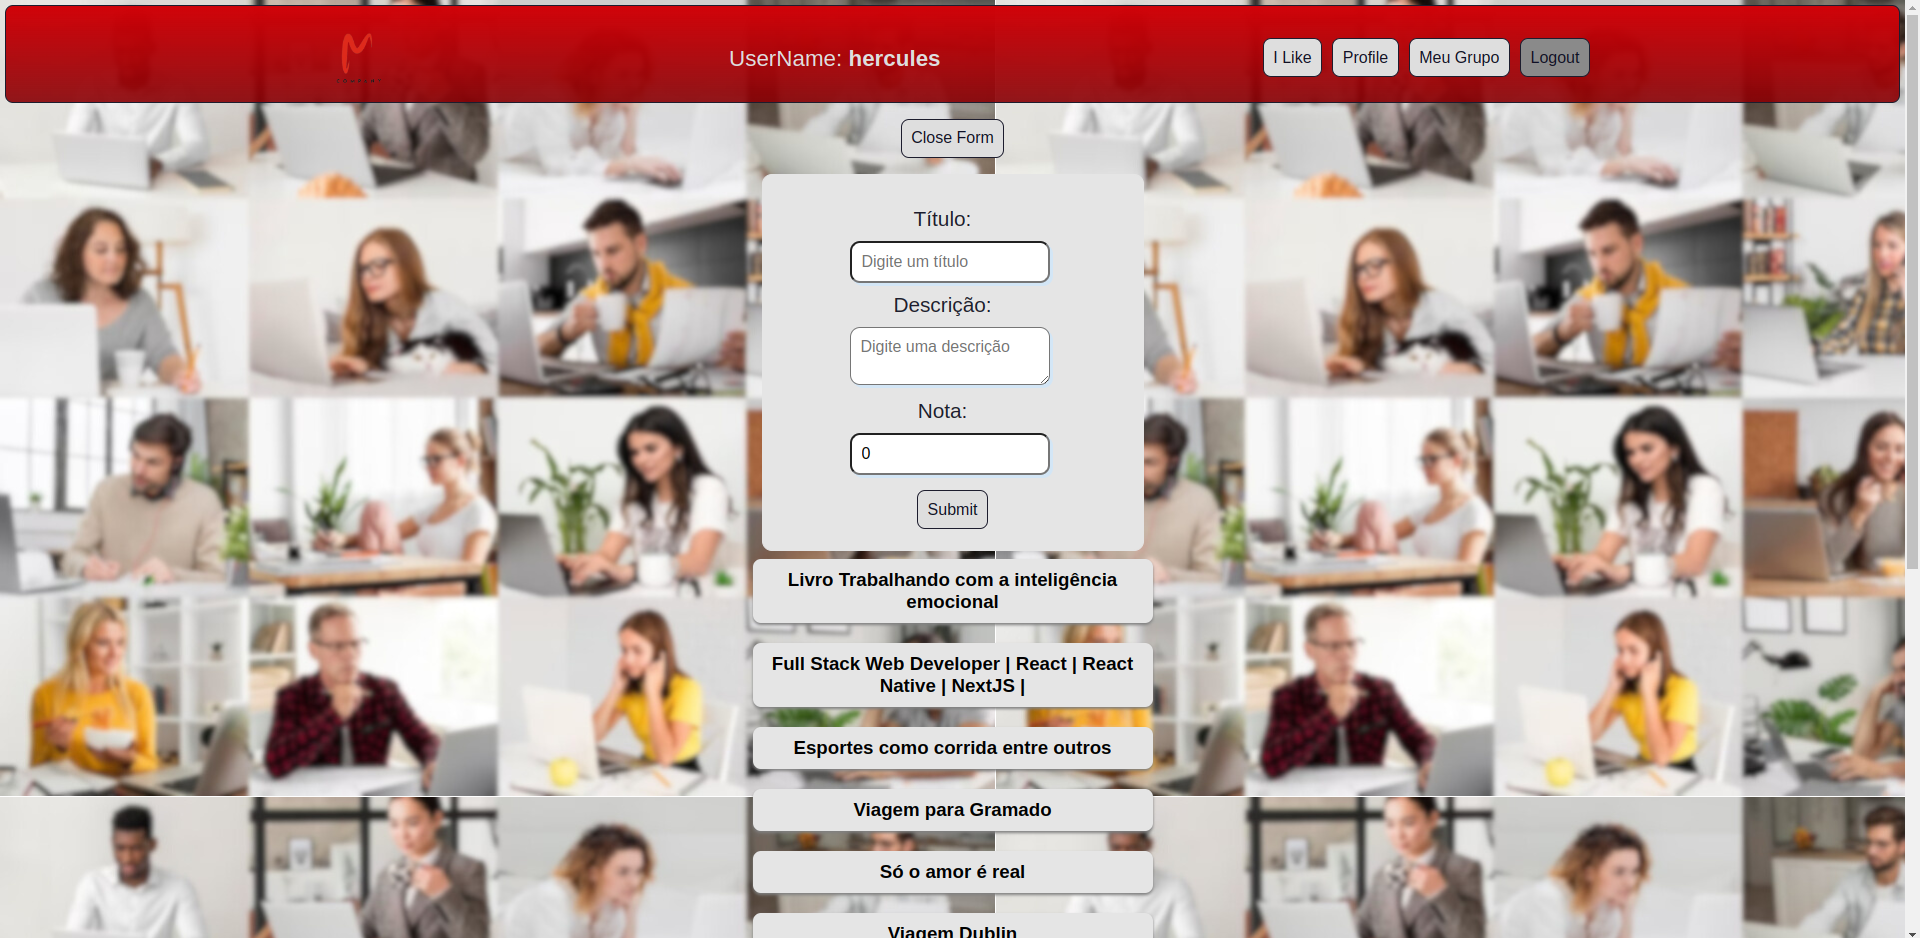 UserName: hercules
I Like
Profile
Meu Grupo
Logout
Close Form
Título:
Digite um título
Descrição:
Digite uma descrição
Nota:
0
Submit
Livro Trabalhando com a inteligência
emocional
Full Stack Web Developer | React | React
Native | NextJS |
Esportes como corrida entre outros
Viagem para Gramado
Só o amor é real
Viagem Dublin